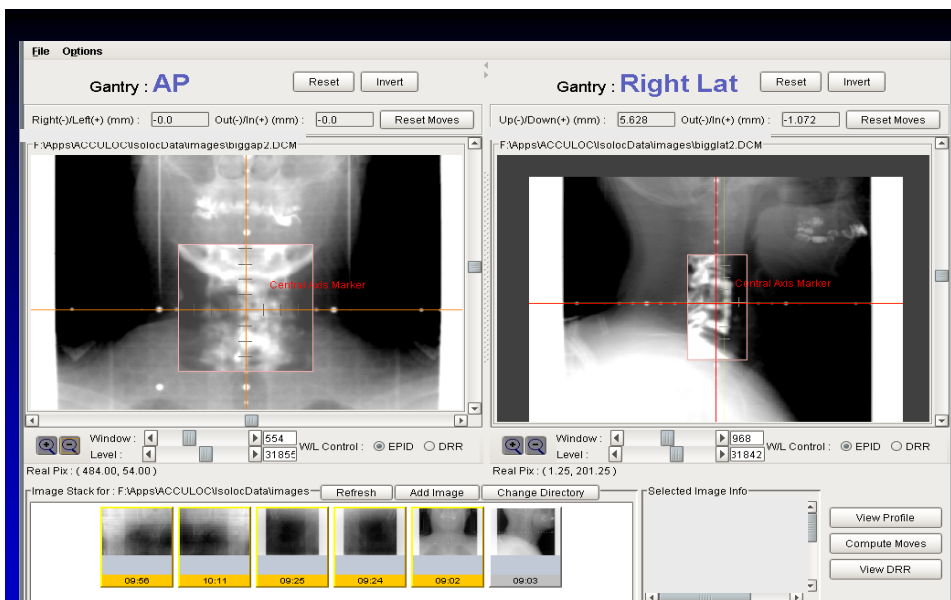 File Options
Gantry : AP Reset Invert
Gantry : Right Lat Reset Invert
Right(-)/Left(+) (mm) : -0.0 Out(-)/In(+) (mm) : -0.0 Reset Moves
Up(-)/Down(+) (mm) : 5.628 Out(-)/In(+) (mm) : -1.072 Reset Moves
F:\Apps\ACCULOC\IsolocData\images\biggap2.DCM
F:\Apps\ACCULOC\IsolocData\images\bigglat2.DCM
Central Axis Marker
Central Axis Marker
Window : 554
Level : 31855
W/L Control : EPID DRR
Window : 968
Level : 31842
W/L Control : EPID DRR
Real Pix : ( 484.00, 54.00 )
Real Pix : ( 1.25, 201.25 )
Image Stack for : F:\Apps\ACCULOC\IsolocData\images Refresh Add Image Change Directory
09:56 10:11 09:25 09:24 09:02 09:03
Selected Image Info
View Profile
Compute Moves
View DRR